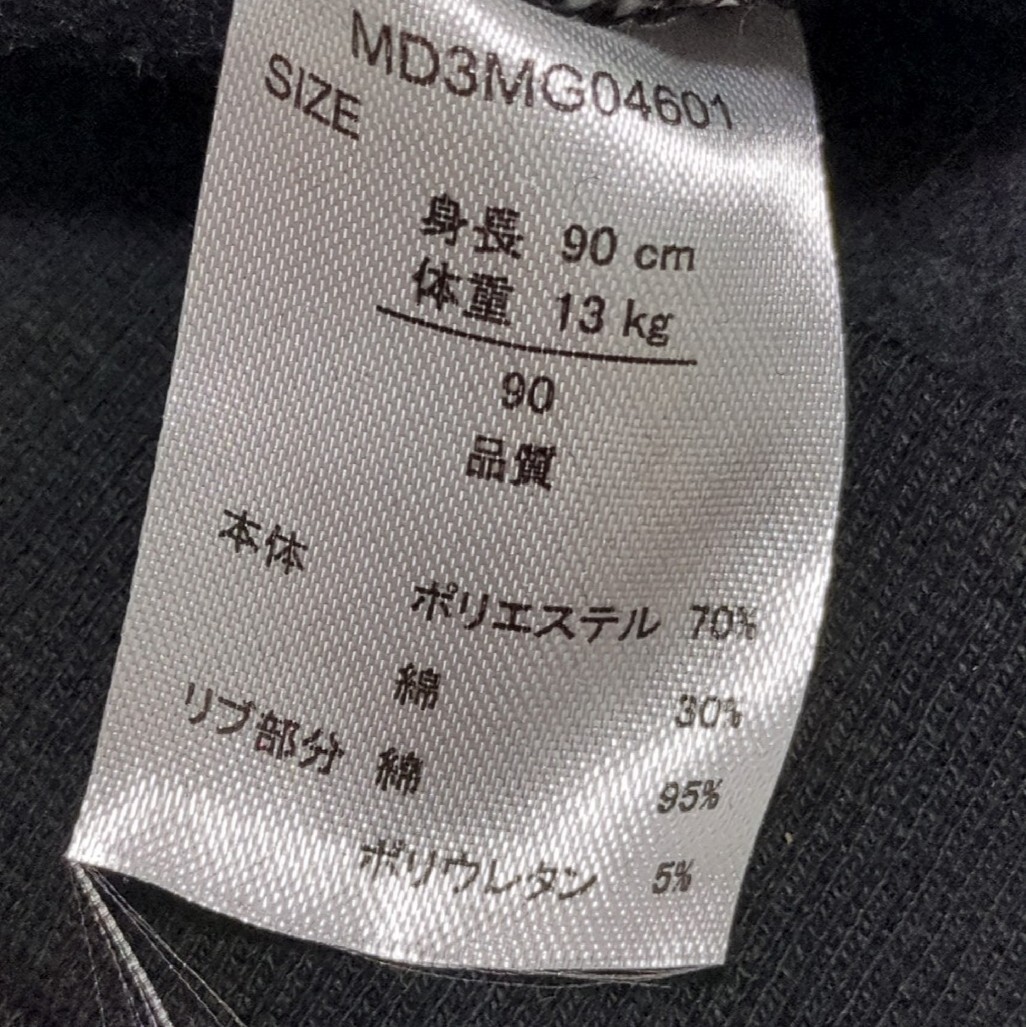 MD3MG04601
SIZE
身長 90 cm
体重 13 kg
90
品質
本体
ポリエステル 70%
綿 30%
リブ部分 綿 95%
ポリウレタン 5%